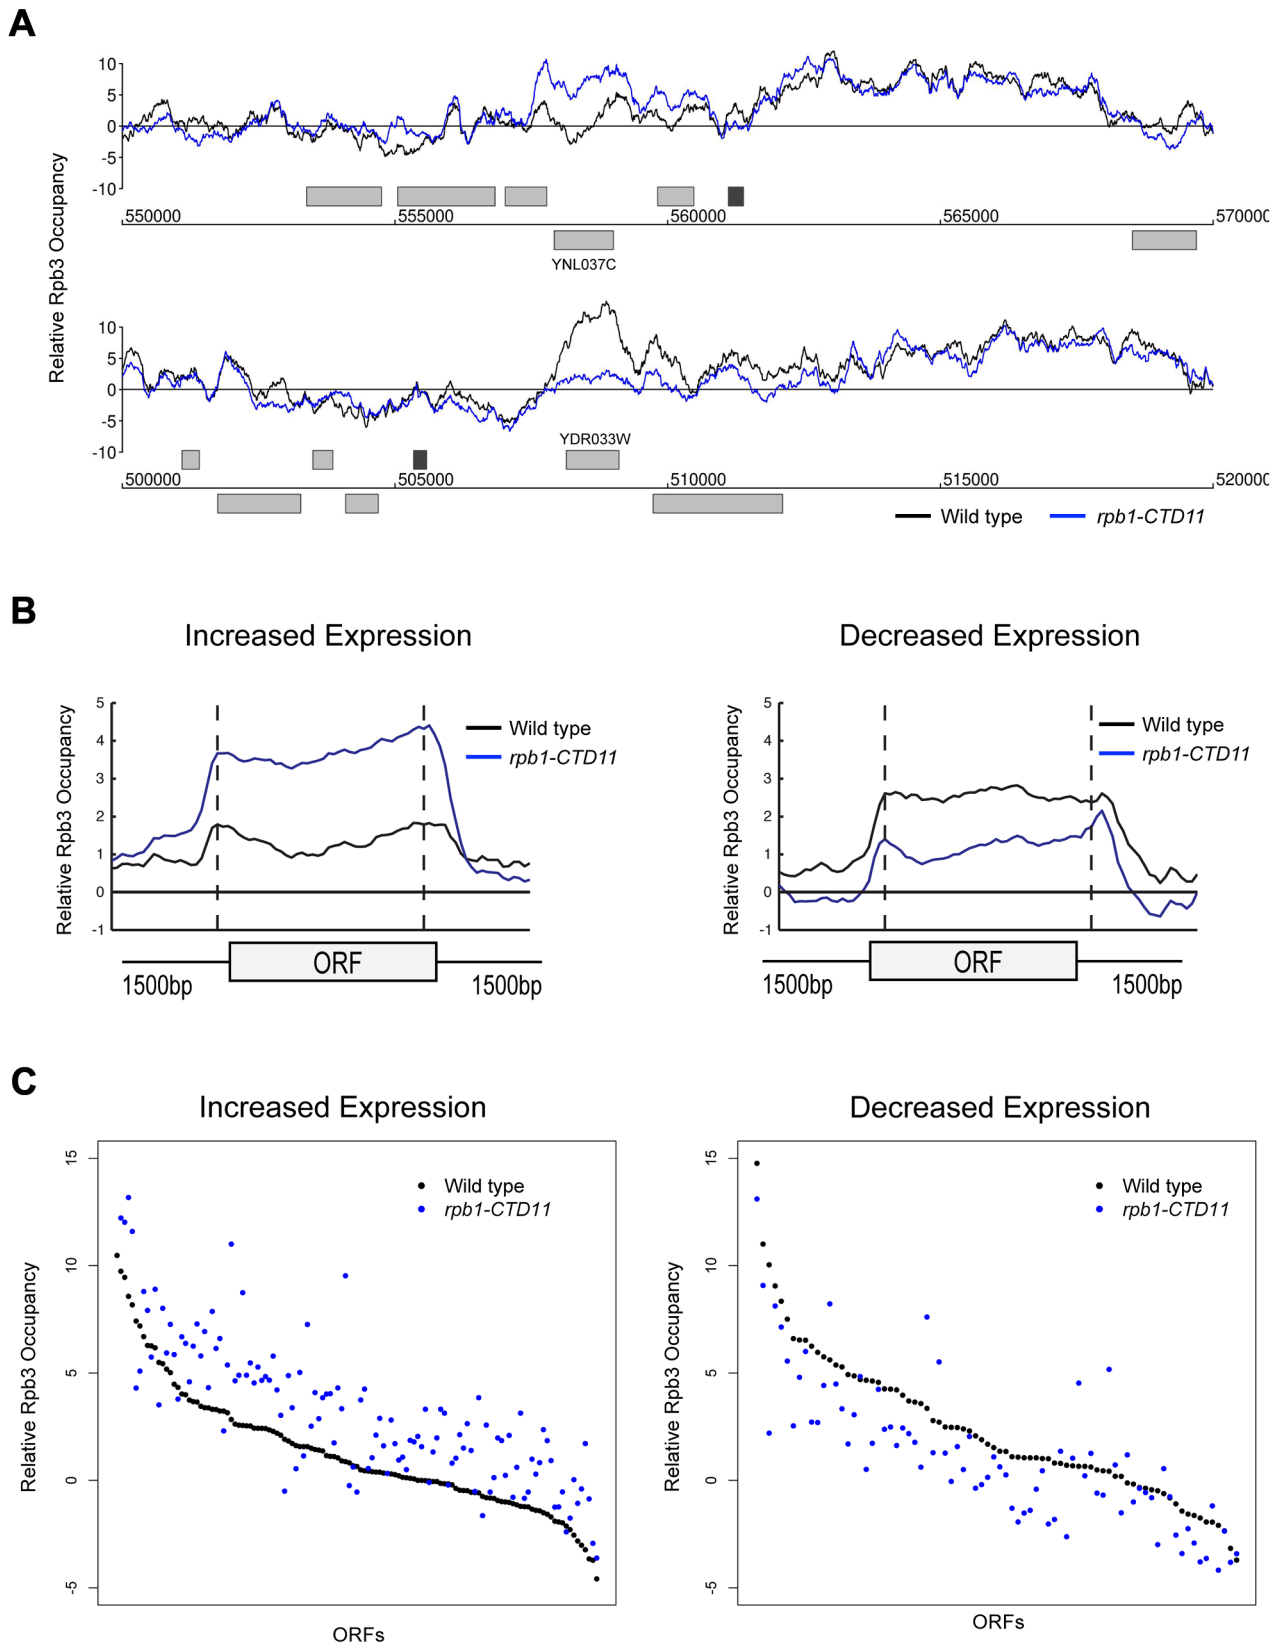 A
Relative Rpb3 Occupancy
10
5
0
-5
-10
550000 555000 560000 565000 570000
YNL037C
10
5
0
-5
-10
YDR033W
500000 505000 510000 515000 520000
Wild type rpb1-CTD11
B
Increased Expression
Relative Rpb3 Occupancy
5
4
3
2
1
0
-1
Wild type
rpb1-CTD11
ORF
1500bp 1500bp
Decreased Expression
Relative Rpb3 Occupancy
5
4
3
2
1
0
-1
Wild type
rpb1-CTD11
ORF
1500bp 1500bp
C
Increased Expression
Relative Rpb3 Occupancy
15
10
5
0
-5
Wild type
rpb1-CTD11
ORFs
Decreased Expression
Relative Rpb3 Occupancy
15
10
5
0
-5
Wild type
rpb1-CTD11
ORFs